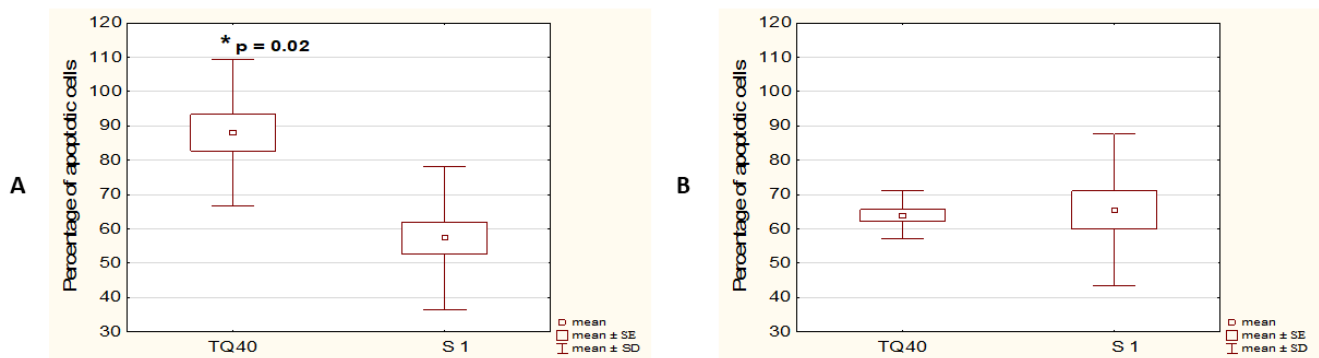 A
Percentage of apoptotic cells
120
110
100
90
80
70
60
50
40
30
* p = 0.02
TQ40
S 1
mean
mean ± SE
mean ± SD
B
Percentage of apoptotic cells
120
110
100
90
80
70
60
50
40
30
TQ40
S 1
mean
mean ± SE
mean ± SD